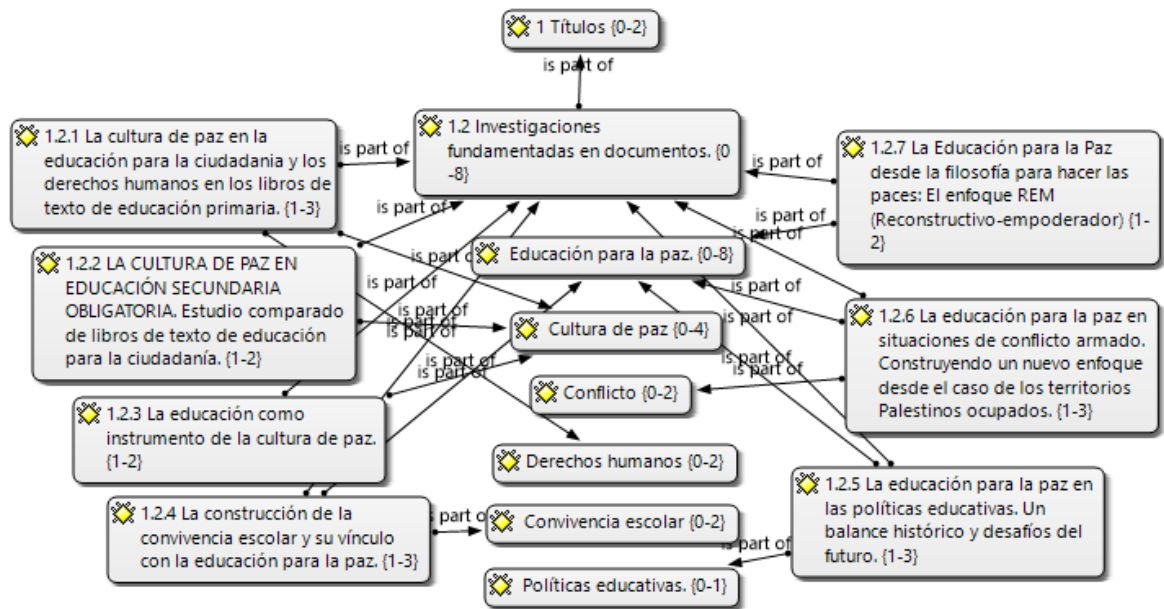 1 Títulos {0-2}
is part of
1.2.1 La cultura de paz en la
educación para la ciudadania y los
derechos humanos en los libros de
texto de educación primaria. {1-3}
is part of
1.2 Investigaciones
fundamentadas en documentos. {0
-8}
is part of
1.2.7 La Educación para la Paz
desde la filosofía para hacer las
paces: El enfoque REM
(Reconstructivo-empoderador) {1-
2}
is part of
is part of
is part of
Educación para la paz. {0-8}
is part of
1.2.2 LA CULTURA DE PAZ EN
EDUCACIÓN SECUNDARIA
OBLIGATORIA. Estudio comparado
de libros de texto de educación
para la ciudadanía. {1-2}
is part of
is part of
is part of
is part of
Cultura de paz {0-4}
is part of
is part of
is part of
1.2.6 La educación para la paz en
situaciones de conflicto armado.
Construyendo un nuevo enfoque
desde el caso de los territorios
Palestinos ocupados. {1-3}
is part of
is part of
is part of
Conflicto {0-2}
1.2.3 La educación como
instrumento de la cultura de paz.
{1-2}
Derechos humanos {0-2}
1.2.5 La educación para la paz en
las políticas educativas. Un
balance histórico y desafíos del
futuro. {1-3}
1.2.4 La construcción de la
convivencia escolar y su vínculo
con la educación para la paz. {1-3}
is part of
Convivencia escolar {0-2}
is part of
Políticas educativas. {0-1}